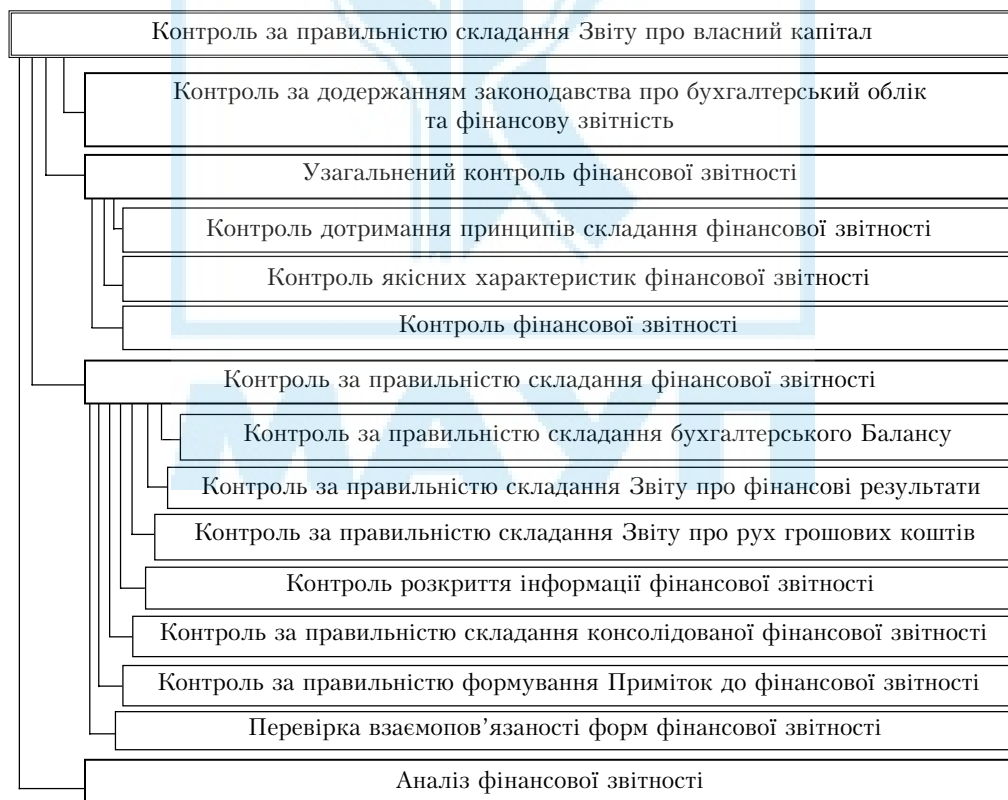 Контроль за правильністю складання Звіту про власний капітал
Контроль за додержанням законодавства про бухгалтерський облік
та фінансову звітність
Узагальнений контроль фінансової звітності
Контроль дотримання принципів складання фінансової звітності
Контроль якісних характеристик фінансової звітності
Контроль фінансової звітності
Контроль за правильністю складання фінансової звітності
Контроль за правильністю складання бухгалтерського Балансу
Контроль за правильністю складання Звіту про фінансові результати
Контроль за правильністю складання Звіту про рух грошових коштів
Контроль розкриття інформації фінансової звітності
Контроль за правильністю складання консолідованої фінансової звітності
Контроль за правильністю формування Приміток до фінансової звітності
Перевірка взаємопов’язаності форм фінансової звітності
Аналіз фінансової звітності
МАУП